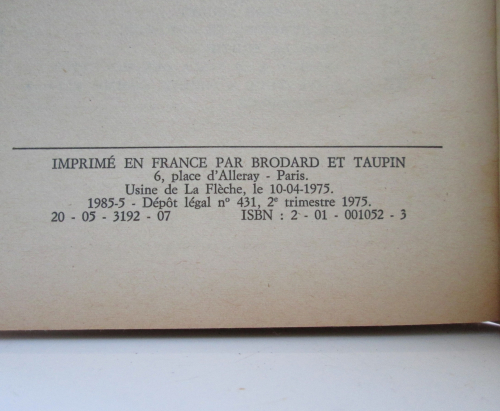 IMPRIMÉ EN FRANCE PAR BRODARD ET TAUPIN
6, place d'Alleray - Paris.
Usine de La Flèche, le 10-04-1975.
1985-5 - Dépôt légal n° 431, 2e trimestre 1975.
20 - 05 - 3192 - 07 ISBN : 2 - 01 - 001052 - 3